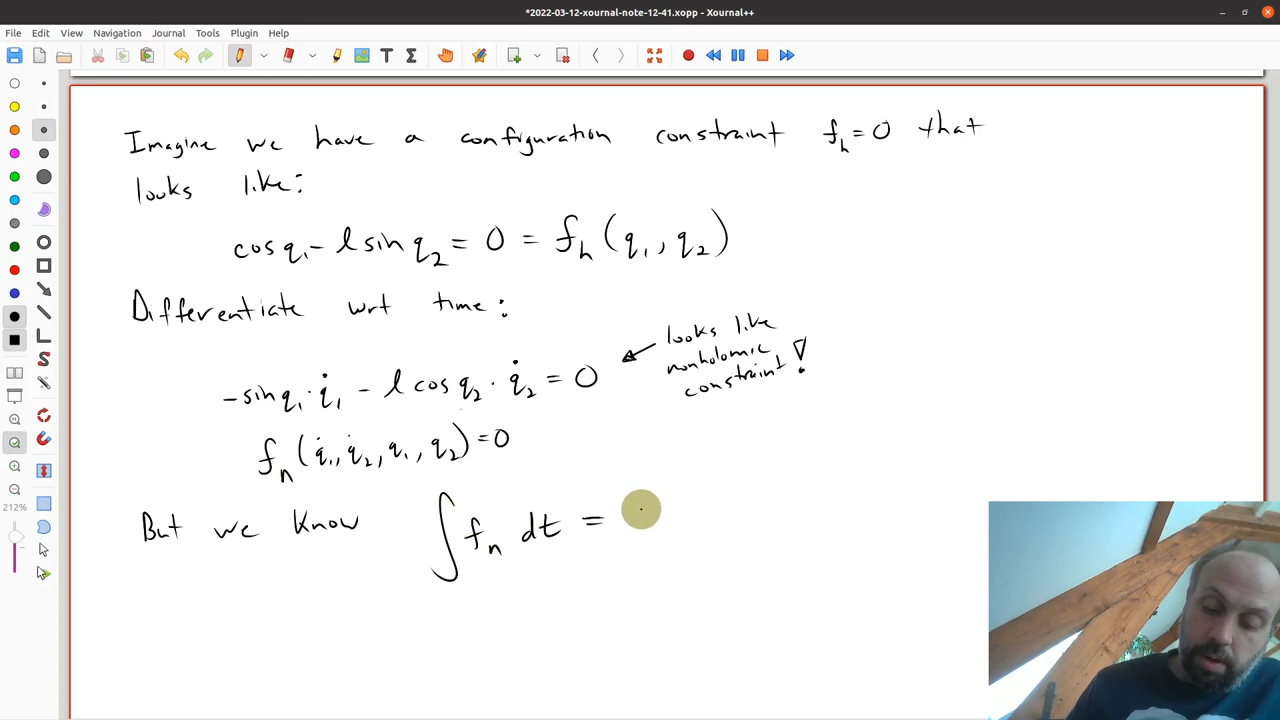 *2022-03-12-xournal-note-12-41.xopp - Xournal++
File Edit View Navigation Journal Tools Plugin Help
Imagine we have a configuration constraint f_h = 0 that
looks like:
cos q_1 - l sin q_2 = 0 = f_h (q_1, q_2)
Differentiate wrt time:
looks like
nonholomic
constraint!
-sin q_1 · q̇_1 - l cos q_2 · q̇_2 = 0
f_n (q̇_1, q̇_2, q_1, q_2) = 0
But we know ∫ f_n dt =
212%